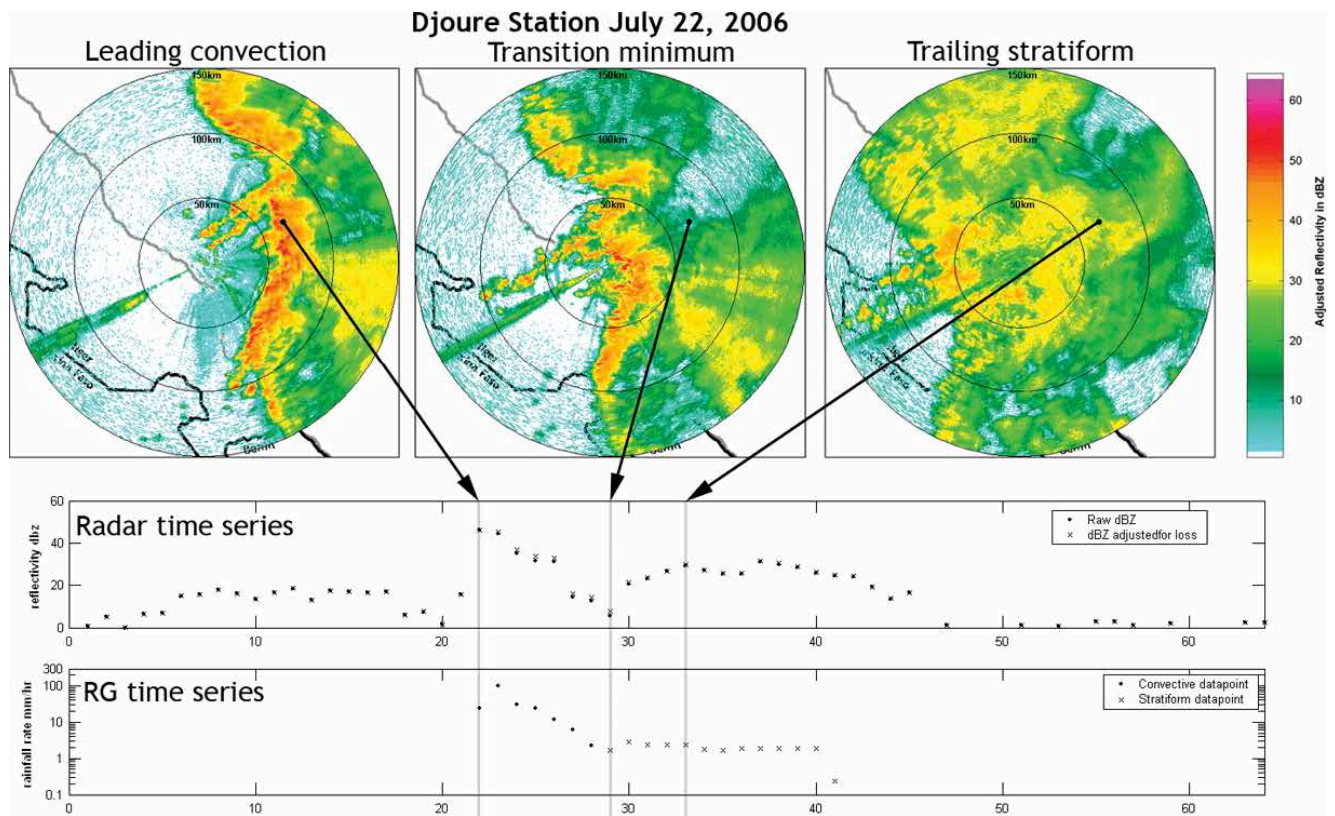 Djoure Station July 22, 2006
Leading convection
Transition minimum
Trailing stratiform
150km
100km
50km
Benin
150km
100km
50km
Benin
150km
100km
50km
Benin
60
50
40
30
20
10
Adjusted Reflectivity in dBZ
Radar time series
Raw dBZ
dBZ adjustedfor loss
reflectivity dbz
60
40
20
0
0 10 20 30 40 50 60
RG time series
Convective datapoint
Stratiform datapoint
rainfall rate mm/hr
300
100
10
1
0.1
0 10 20 30 40 50 60